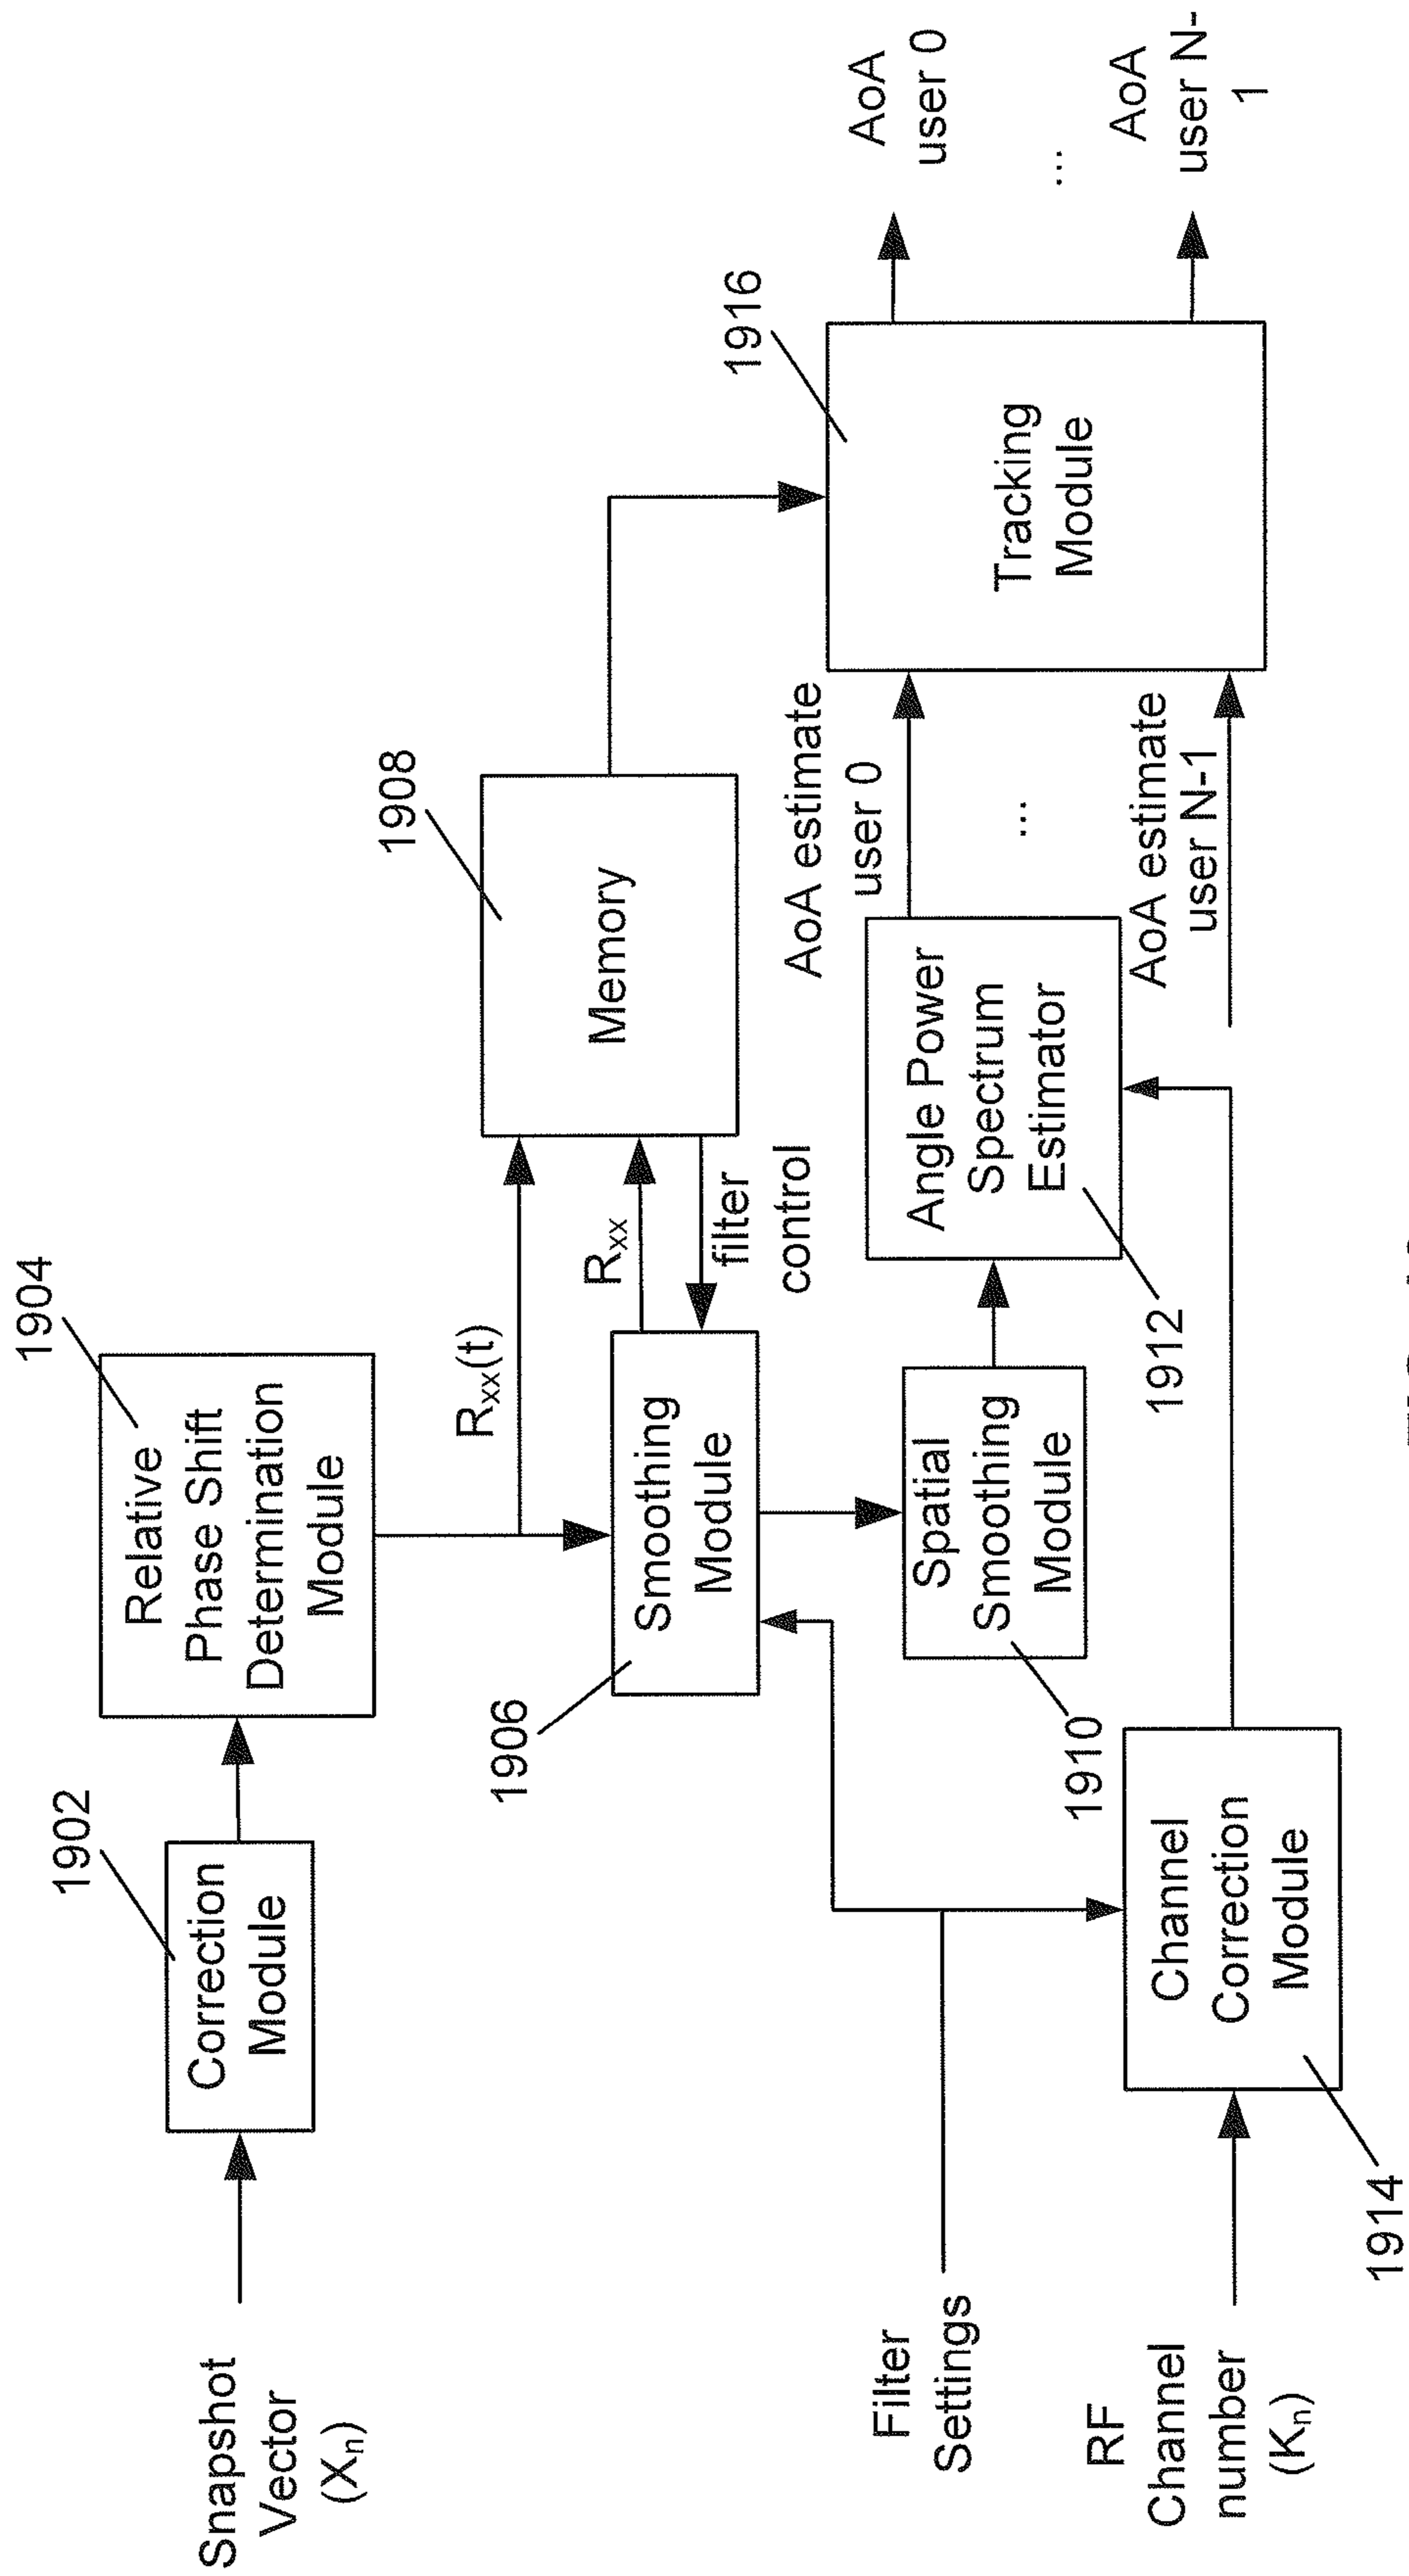 Snapshot
Vector
(Xn)
1902
Correction
Module
1904
Relative
Phase Shift
Determination
Module
Rxx(t)
1906
Smoothing
Module
Rxx
filter
control
1908
Memory
Filter
Settings
1910
Spatial
Smoothing
Module
1912
Angle Power
Spectrum
Estimator
RF
Channel
number
(Kn)
1914
Channel
Correction
Module
AoA estimate
user 0
...
AoA estimate
user N-1
1916
Tracking
Module
AoA
user 0
...
AoA
user N-
1